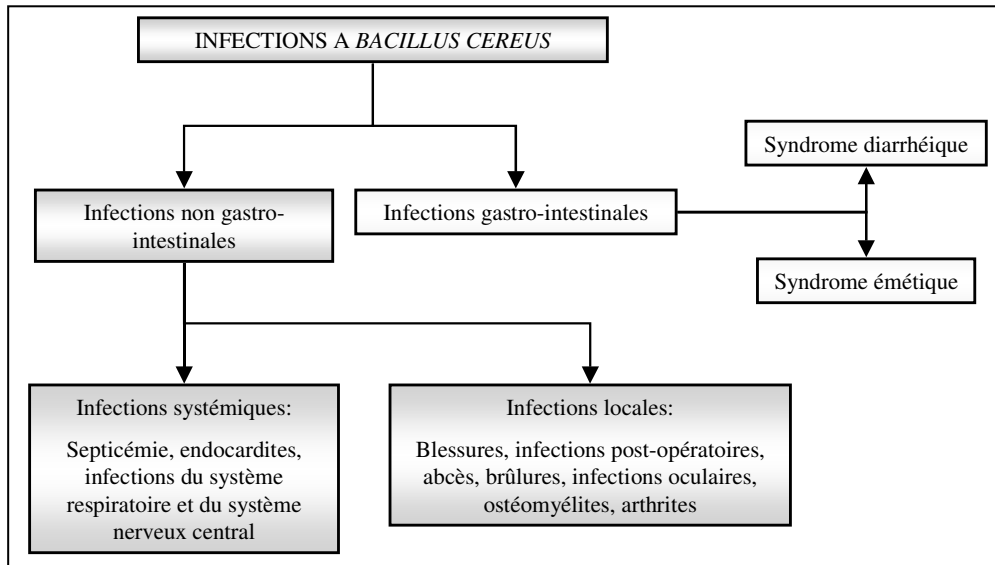 INFECTIONS A BACILLUS CEREUS
Syndrome diarrhéique
Infections non gastro-
intestinales
Infections gastro-intestinales
Syndrome émétique
Infections systémiques:
Septicémie, endocardites,
infections du système
respiratoire et du système
nerveux central
Infections locales:
Blessures, infections post-opératoires,
abcès, brûlures, infections oculaires,
ostéomyélites, arthrites